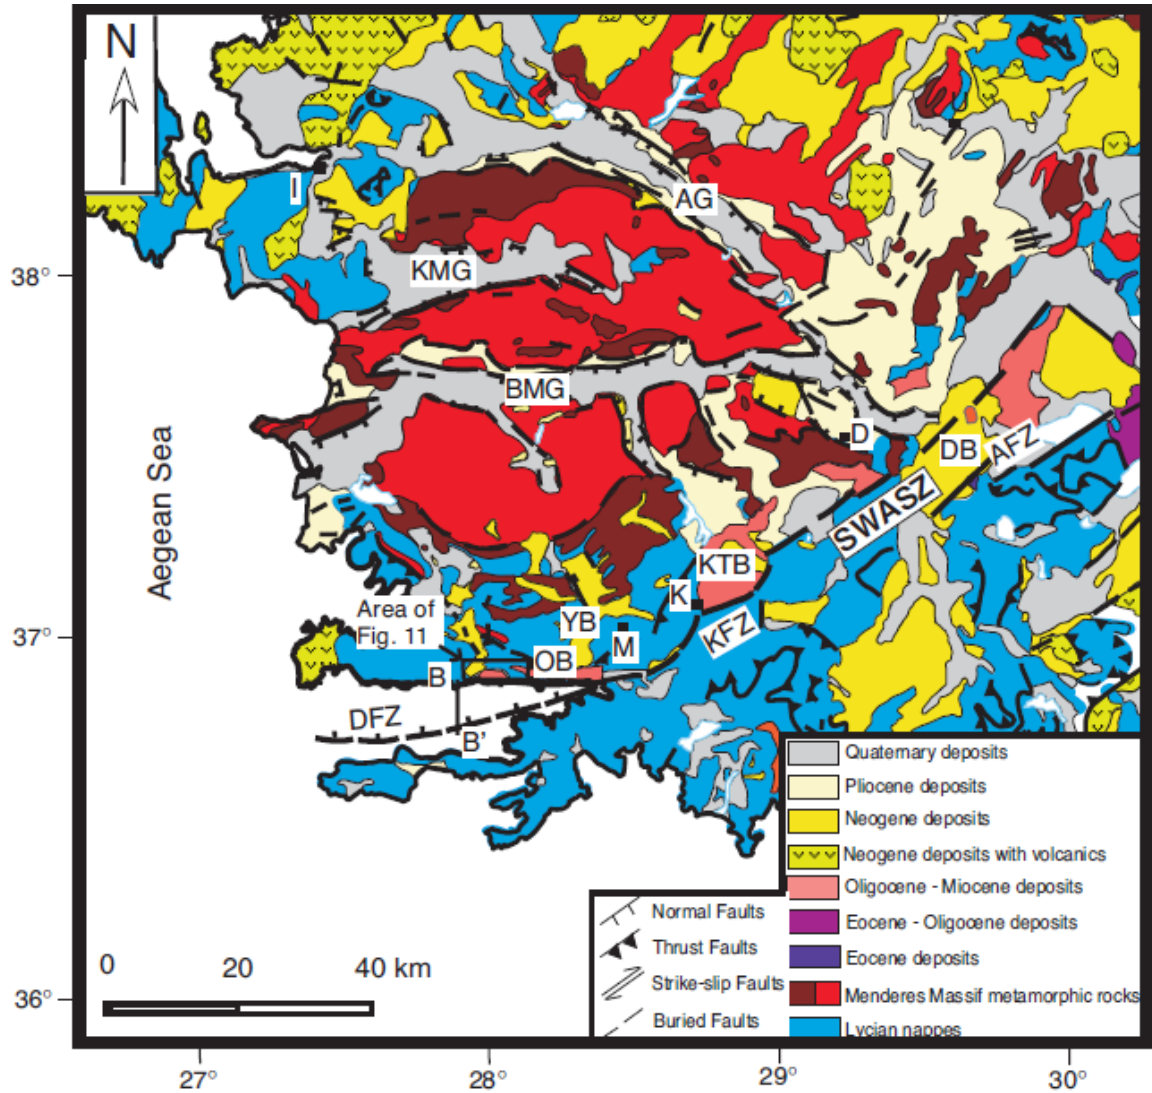 N
I
AG
38°
KMG
BMG
D
DB
AFZ
SWASZ
Aegean Sea
KTB
K
Area of
Fig. 11
YB
KFZ
37°
M
OB
B
DFZ
B'
Quaternary deposits
Pliocene deposits
Neogene deposits
Neogene deposits with volcanics
Oligocene - Miocene deposits
Normal Faults
Eocene - Oligocene deposits
Thrust Faults
Eocene deposits
0 20 40 km
Strike-slip Faults
Menderes Massif metamorphic rocks
36°
Buried Faults
Lycian nappes
27° 28° 29° 30°